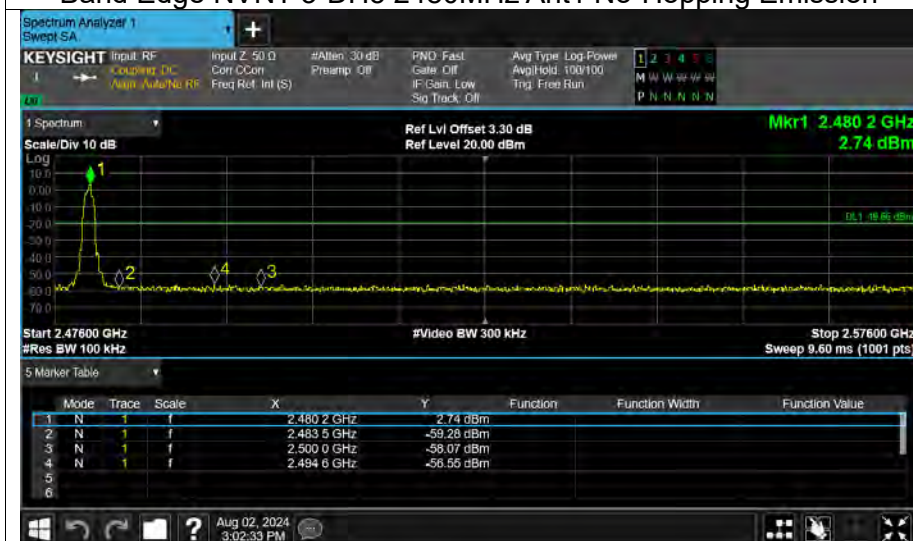 Band Edge NVNT 3-DH5 2480MHz Ant1 No-Hopping Emission
Spectrum Analyzer 1
Swept SA
+
KEYSIGHT Input: RF Input Z: 50 Ω #Atten: 30 dB PNO: Fast Avg Type: Log-Power 1 2 3 4 5 6
Coupling: DC Corr CCorr Preamp: Off Gate: Off Avg|Hold: 100/100 M W W W W W
Align: Auto/No RF Freq Ref: Int (S) IF Gain: Low Trig: Free Run
Sig Track: Off P N N N N N
1 Spectrum
Scale/Div 10 dB
Ref Lvl Offset 3.30 dB
Ref Level 20.00 dBm
Mkr1 2.480 2 GHz
2.74 dBm
Log
10.0
0.00
-10.0
-20.0
-30.0
-40.0
-50.0
-60.0
-70.0
1
2
4
3
Start 2.47600 GHz #Video BW 300 kHz Stop 2.57600 GHz
#Res BW 100 kHz Sweep 9.60 ms (1001 pts)
5 Marker Table
Mode Trace Scale X Y Function Function Width Function Value
1 N 1 f 2.480 2 GHz 2.74 dBm
2 N 1 f 2.483 5 GHz -59.28 dBm
3 N 1 f 2.500 0 GHz -58.07 dBm
4 N 1 f 2.494 6 GHz -56.55 dBm
5
6
? Aug 02, 2024
3:02:33 PM